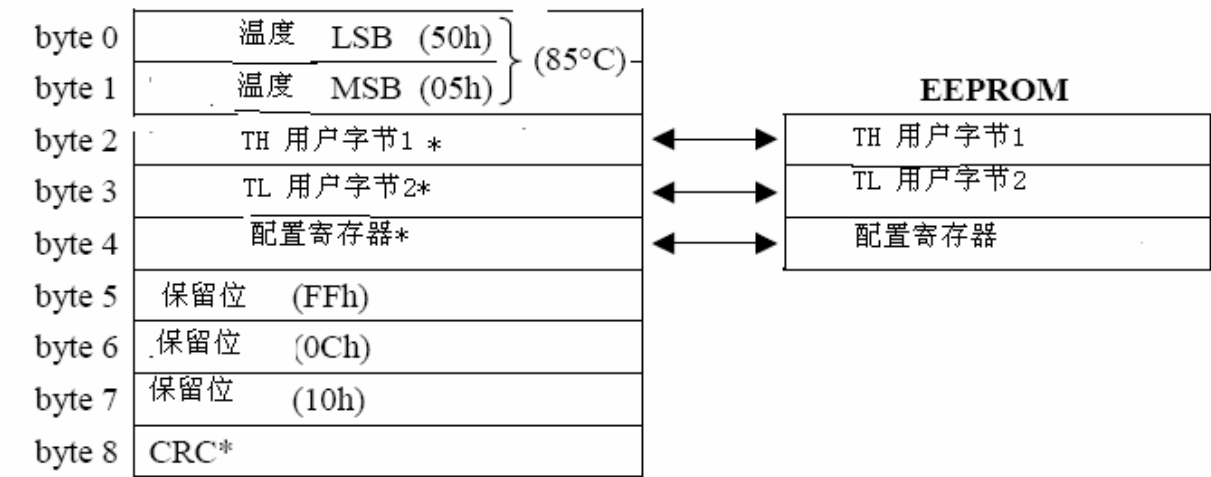 byte 0 温度 LSB (50h)
(85°C)
byte 1 温度 MSB (05h)
EEPROM
byte 2 TH 用户字节1 * TH 用户字节1
byte 3 TL 用户字节2* TL 用户字节2
byte 4 配置寄存器* 配置寄存器
byte 5 保留位 (FFh)
byte 6 保留位 (0Ch)
byte 7 保留位 (10h)
byte 8 CRC*